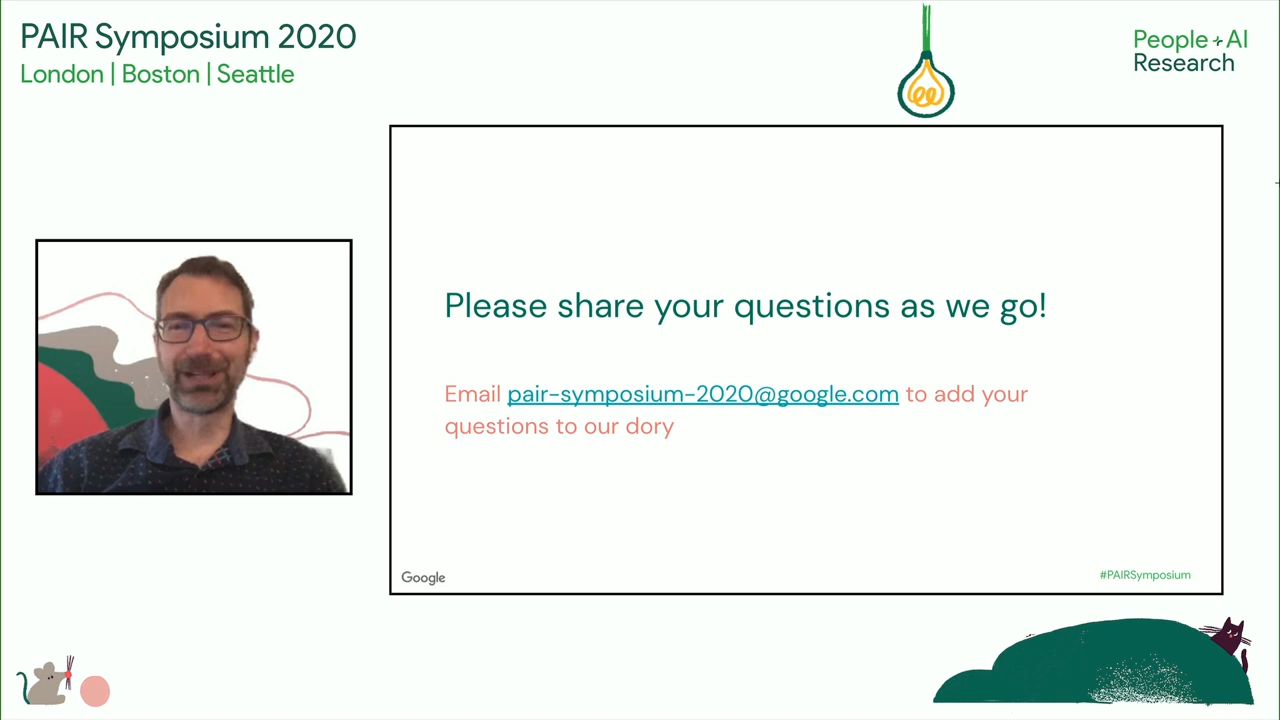 PAIR Symposium 2020
London | Boston | Seattle
People + AI
Research
Please share your questions as we go!
Email pair-symposium-2020@google.com to add your
questions to our dory
Google
#PAIRSymposium